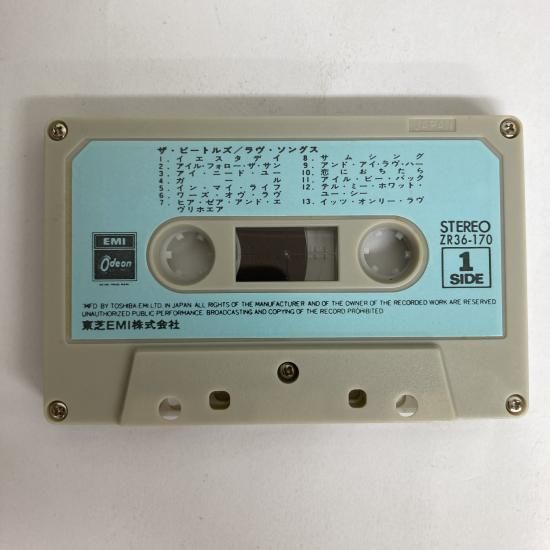 JAPAN
ザ・ビートルズ/ラヴ・ソングス
1. イエスタデイ
2. アイル・フォロー・ザ・サン
3. アイ・ニード・ユー
4. ガール
5. イン・マイ・ライフ
6. ワーズ・オヴ・ラヴ
7. ヒア・ゼア・アンド・エ
ヴリホエア
8. サムシング
9. アンド・アイ・ラヴ・ハー
10. 恋におちたら
11. アイル・ビー・バック
12. テル・ミー・ホワット・
ユー・シー
13. イッツ・オンリー・ラヴ
EMI
Odeon
STEREO
ZR36-170
1
SIDE
MFD BY TOSHIBA EMI LTD. IN JAPAN ALL RIGHTS OF THE MANUFACTURER AND OF THE OWNER OF THE RECORDED WORK ARE RESERVED
UNAUTHORIZED PUBLIC PERFORMANCE. BROADCASTING AND COPYING OF THE RECORD PROHIBITED
東芝EMI株式会社